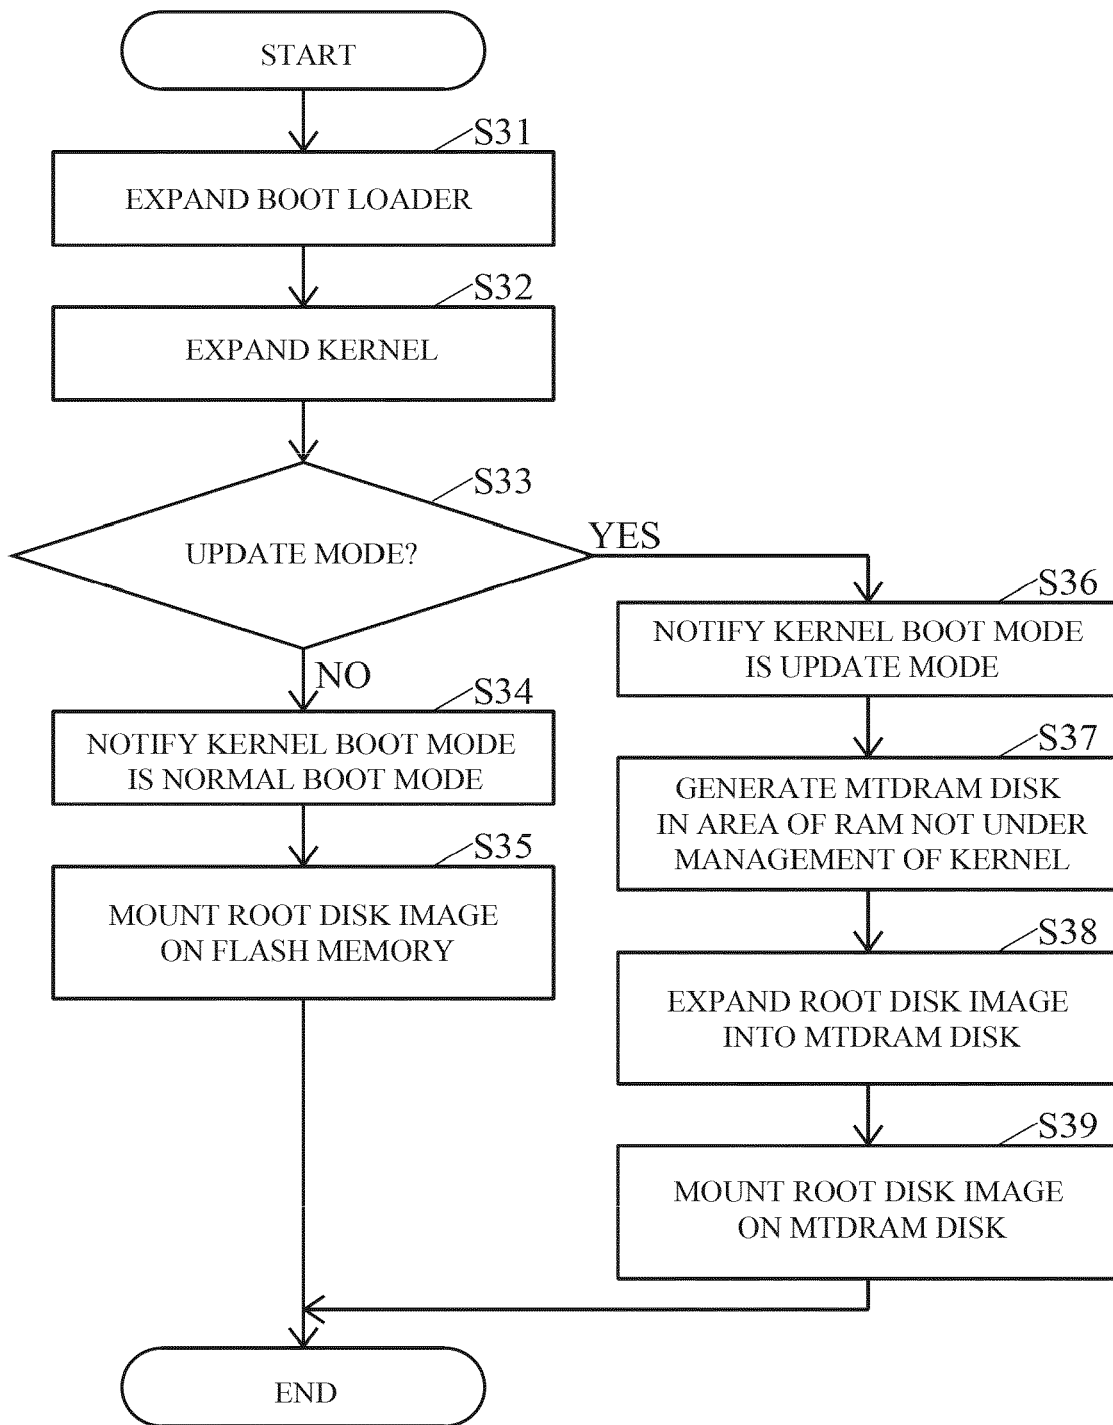 START
S31
EXPAND BOOT LOADER
S32
EXPAND KERNEL
S33
UPDATE MODE?
YES
NO
S34
NOTIFY KERNEL BOOT MODE
IS NORMAL BOOT MODE
S35
MOUNT ROOT DISK IMAGE
ON FLASH MEMORY
S36
NOTIFY KERNEL BOOT MODE
IS UPDATE MODE
S37
GENERATE MTDRAM DISK
IN AREA OF RAM NOT UNDER
MANAGEMENT OF KERNEL
S38
EXPAND ROOT DISK IMAGE
INTO MTDRAM DISK
S39
MOUNT ROOT DISK IMAGE
ON MTDRAM DISK
END